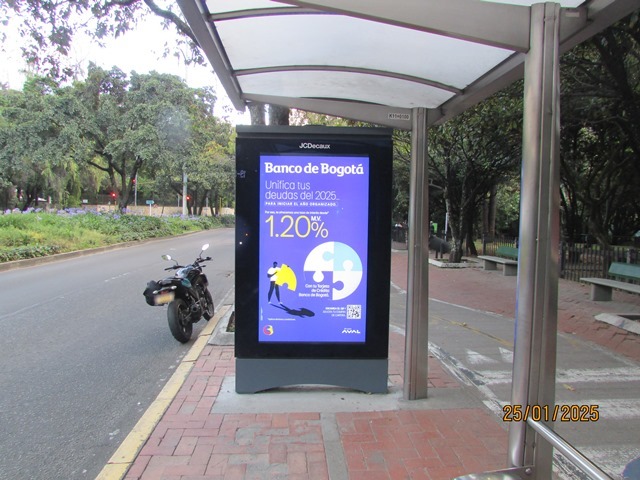 JCDecaux
Banco de Bogotá
Unifica tus
deudas del 2025
PARA INICIAR EL AÑO ORGANIZADO.
1.20%
M.V.
Con tu Tarjeta
de Crédito
Banco de Bogotá.
AVAL
25/01/2025